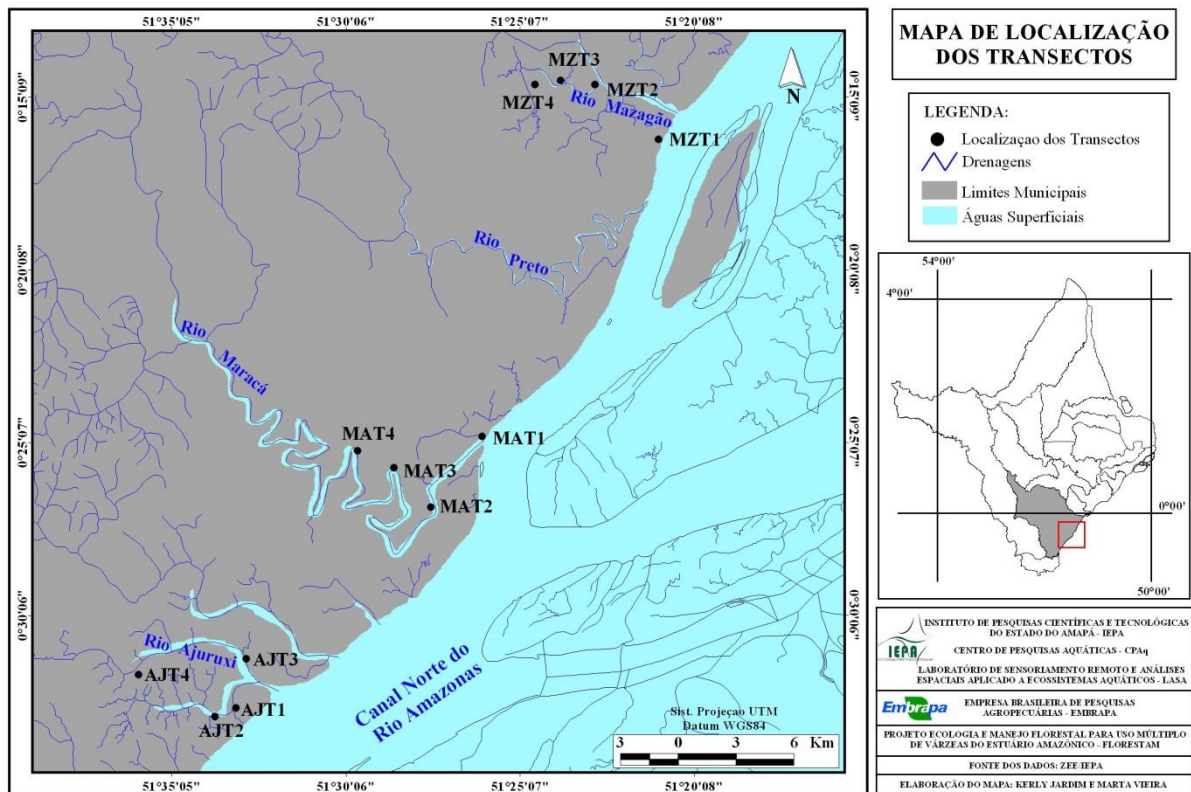 51°35'05"
51°30'06"
51°25'07"
51°20'08"
0°15'09"
0°20'08"
0°25'07"
0°30'06"
MZT3
MZT4
MZT2
Rio Mazagão
MZT1
N
Rio
Preto
Rio
Maracá
MAT4
MAT1
MAT3
MAT2
Rio Ajuruxi
AJT3
AJT4
AJT1
AJT2
Canal Norte do
Rio Amazonas
Sist. Projeçao UTM
Datum WGS84
3 0 3 6 Km
0°15'09"
0°20'08"
0°25'07"
0°30'06"
51°35'05"
51°30'06"
51°25'07"
51°20'08"
MAPA DE LOCALIZAÇÃO
DOS TRANSECTOS
LEGENDA:
Localizaçao dos Transectos
Drenagens
Limites Municipais
Águas Superficiais
54°00'
4°00'
0°00'
50°00'
IEPA
INSTITUTO DE PESQUISAS CIENTÍFICAS E TECNOLÓGICAS
DO ESTADO DO AMAPÁ - IEPA
CENTRO DE PESQUISAS AQUÁTICAS - CPAq
LABORATÓRIO DE SENSORIAMENTO REMOTO E ANÁLISES
ESPACIAIS APLICADO A ECOSSISTEMAS AQUÁTICOS - LASA
Embrapa
EMPRESA BRASILEIRA DE PESQUISAS
AGROPECUÁRIAS - EMBRAPA
PROJETO ECOLOGIA E MANEJO FLORESTAL PARA USO MÚLTIPLO
DE VÁRZEAS DO ESTUÁRIO AMAZÔNICO - FLORESTAM
FONTE DOS DADOS: ZEE/IEPA
ELABORAÇÃO DO MAPA: KERLY JARDIM E MARTA VIEIRA